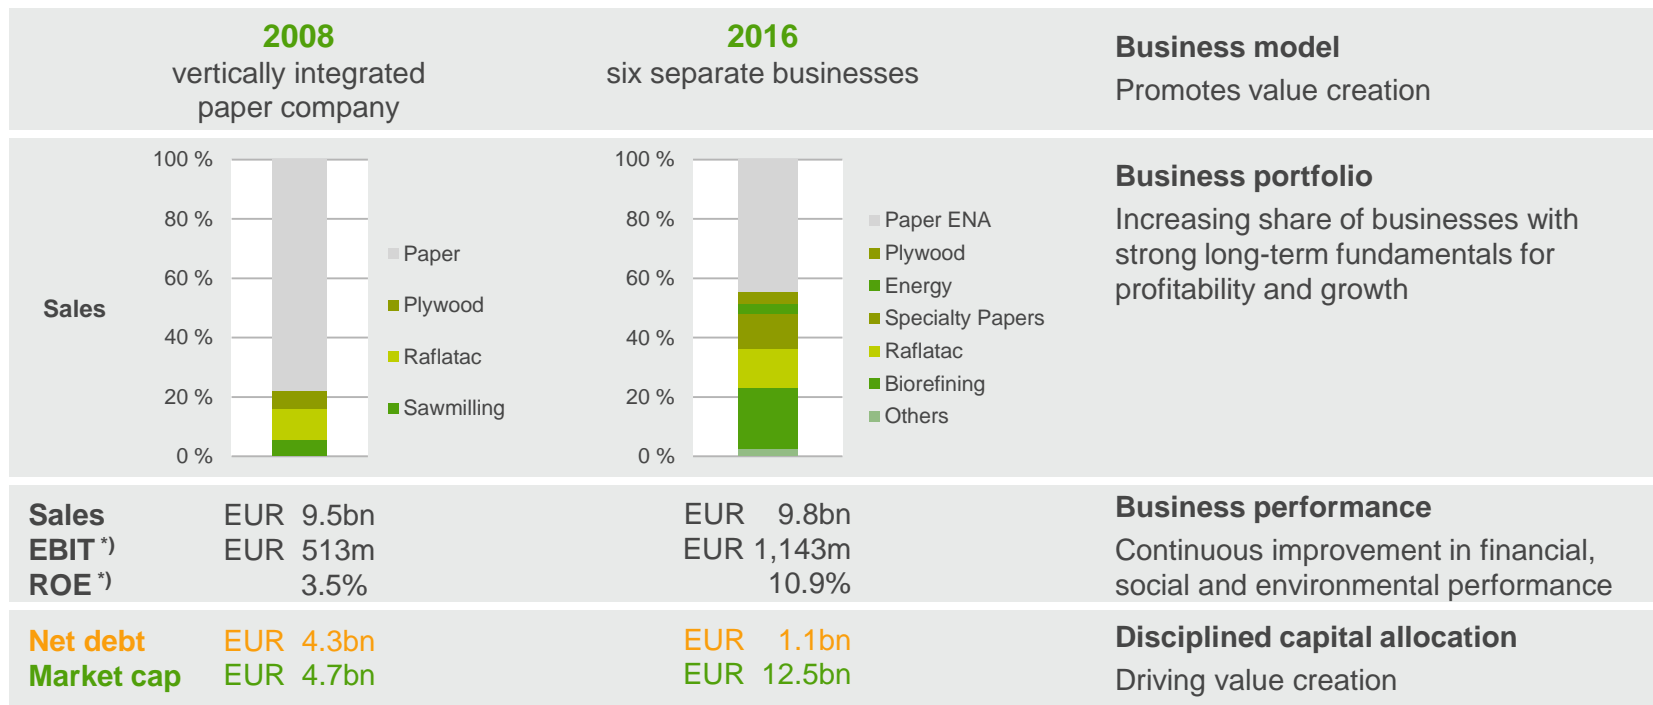 2008
vertically integrated
paper company
2016
six separate businesses
Business model
Promotes value creation
Sales
100 %
80 %
60 %
40 %
20 %
0 %
Paper
Plywood
Raflatac
Sawmilling
100 %
80 %
60 %
40 %
20 %
0 %
Paper ENA
Plywood
Energy
Specialty Papers
Raflatac
Biorefining
Others
Business portfolio
Increasing share of businesses with
strong long-term fundamentals for
profitability and growth
Sales EUR 9.5bn EUR 9.8bn
EBIT *) EUR 513m EUR 1,143m
ROE *) 3.5% 10.9%
Business performance
Continuous improvement in financial,
social and environmental performance
Net debt EUR 4.3bn EUR 1.1bn
Market cap EUR 4.7bn EUR 12.5bn
Disciplined capital allocation
Driving value creation